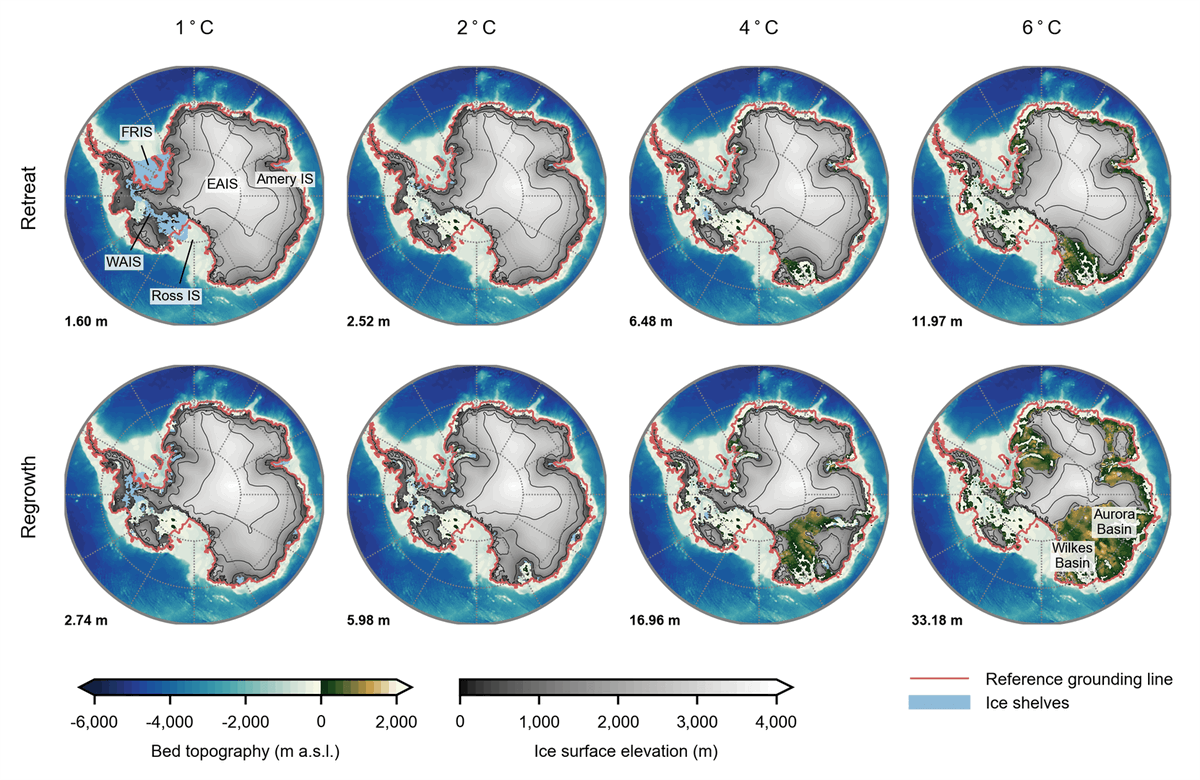 1°C 2°C 4°C 6°C
Retreat
FRIS
EAIS
Amery IS
WAIS
Ross IS
1.60 m 2.52 m 6.48 m 11.97 m
Regrowth
Aurora
Basin
Wilkes
Basin
2.74 m 5.98 m 16.96 m 33.18 m
-6,000 -4,000 -2,000 0 2,000
Bed topography (m a.s.l.)
0 1,000 2,000 3,000 4,000
Ice surface elevation (m)
Reference grounding line
Ice shelves